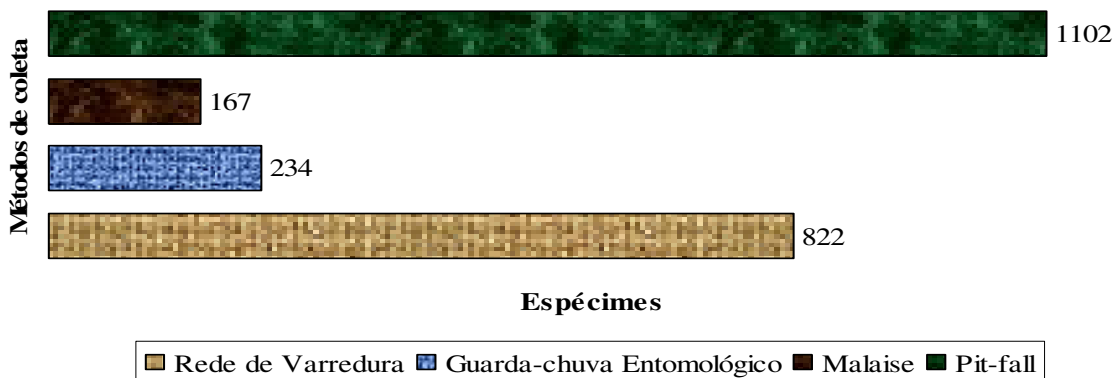 1102
167
234
822
Métodos de coleta
Espécimes
Rede de Varredura Guarda-chuva Entomológico Malaise Pit-fall